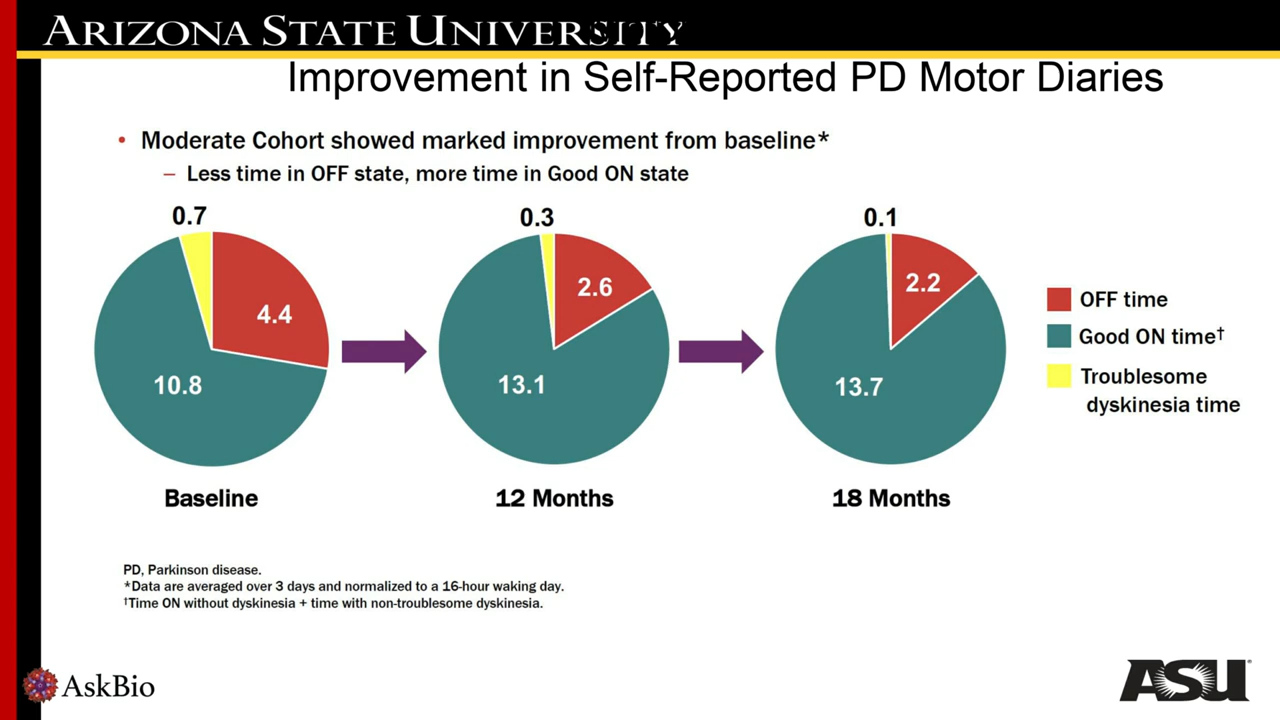 ARIZONA STATE UNIVERSITY
Improvement in Self-Reported PD Motor Diaries
• Moderate Cohort showed marked improvement from baseline*
– Less time in OFF state, more time in Good ON state
0.7
4.4
10.8
Baseline
0.3
2.6
13.1
12 Months
0.1
2.2
13.7
18 Months
OFF time
Good ON time†
Troublesome
dyskinesia time
PD, Parkinson disease.
*Data are averaged over 3 days and normalized to a 16-hour waking day.
†Time ON without dyskinesia + time with non-troublesome dyskinesia.
AskBio
ASU®